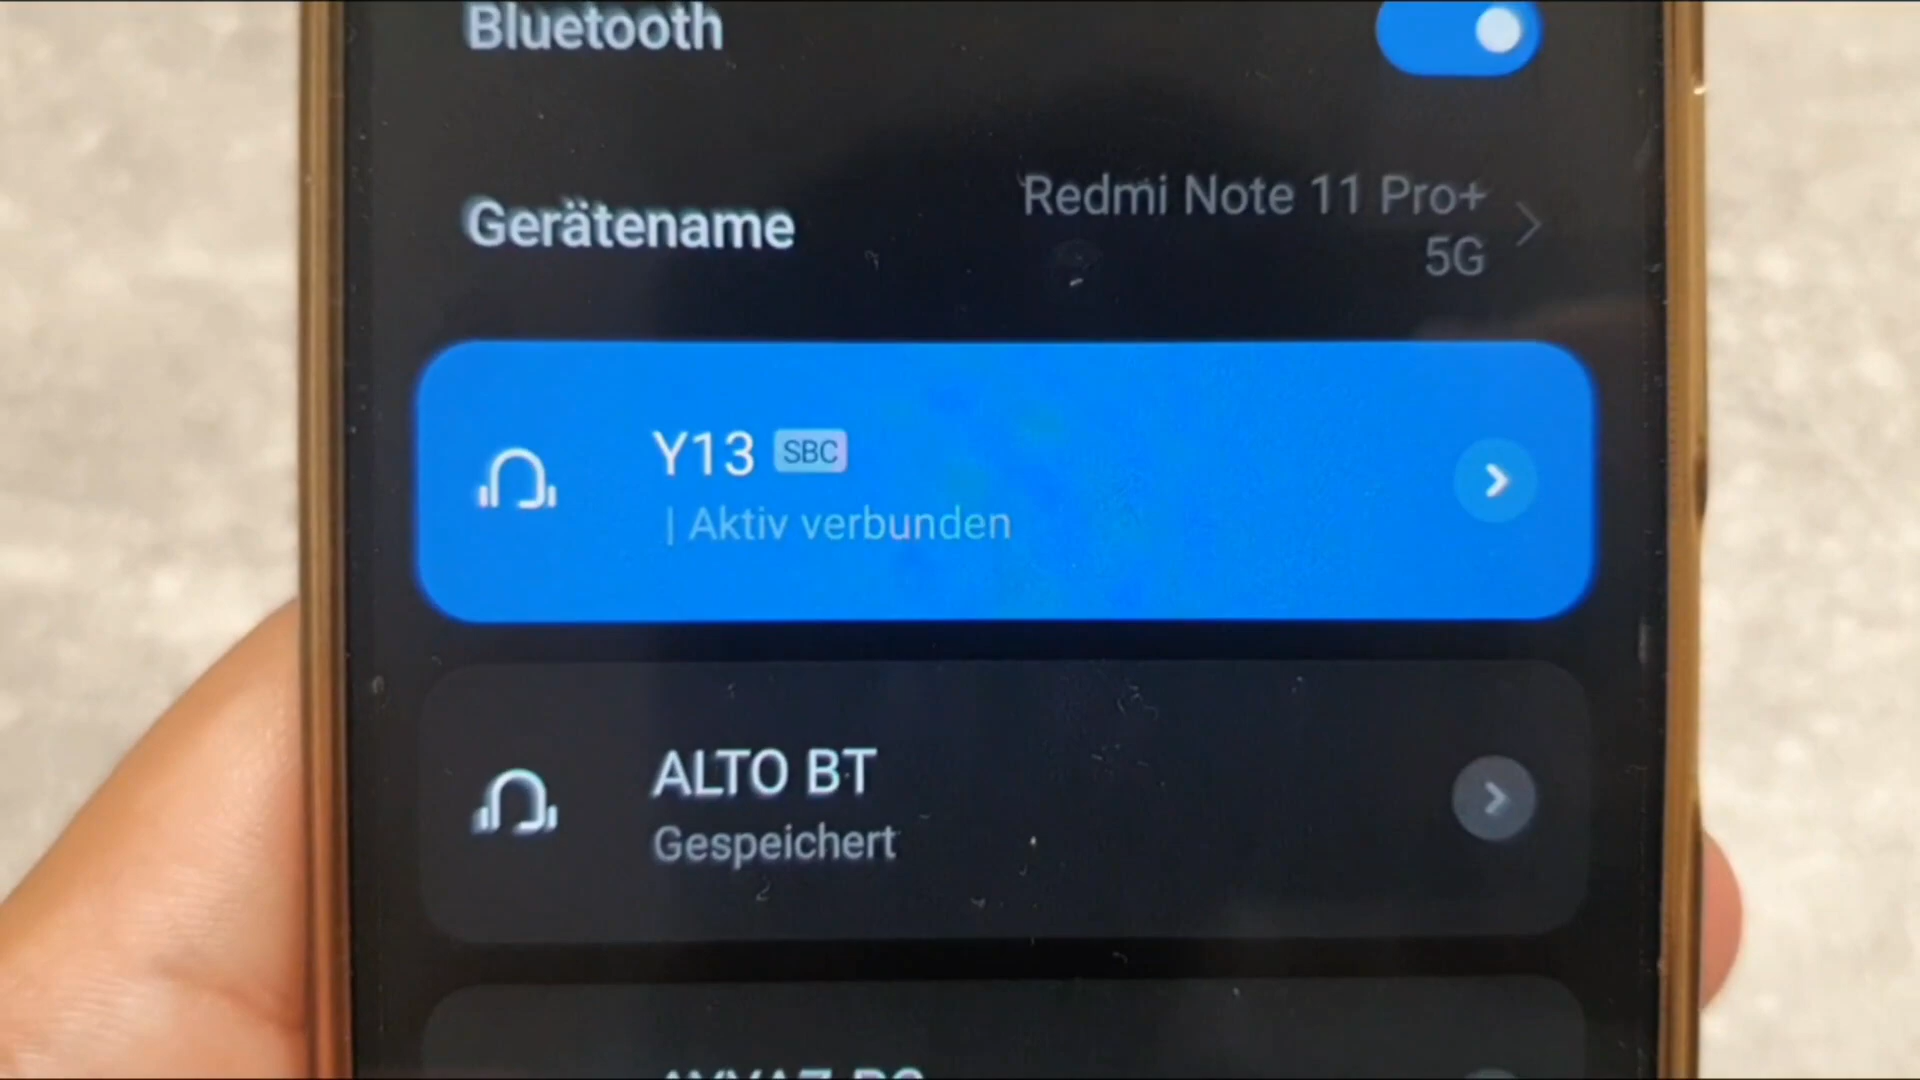 Bluetooth
Gerätename
Redmi Note 11 Pro+
5G
Y13 SBC
| Aktiv verbunden
ALTO BT
Gespeichert